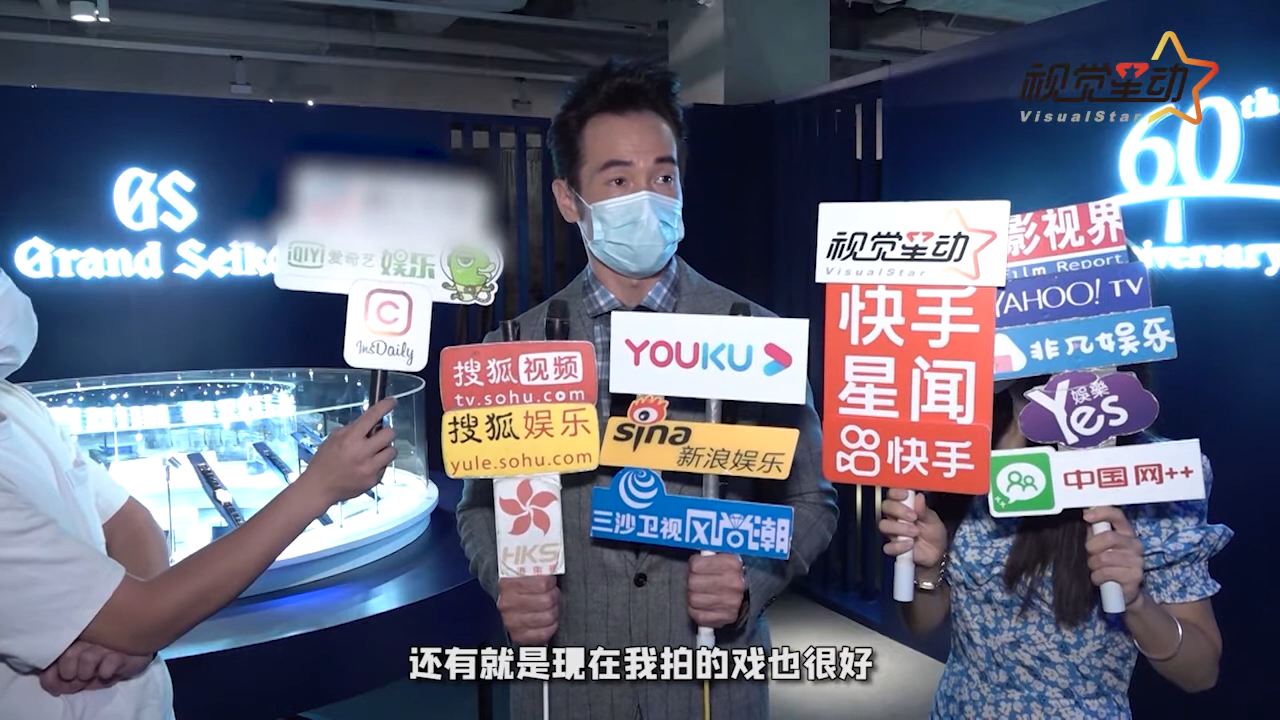 视觉星动
VisualStar
60th
GS
Grand Seiko
iQIYI 爱奇艺 娱乐
InsDaily
搜狐视频
tv.sohu.com
搜狐 娱乐
yule.sohu.com
HKS
YOUKU
sina
新浪娱乐
三沙卫视风尚潮
视觉星动
VisualStar
快手
星闻
快手
影视界
Film Report
YAHOO! TV
非凡娱乐
娱樂
Yes
中国网++
还有就是现在我拍的戏也很好